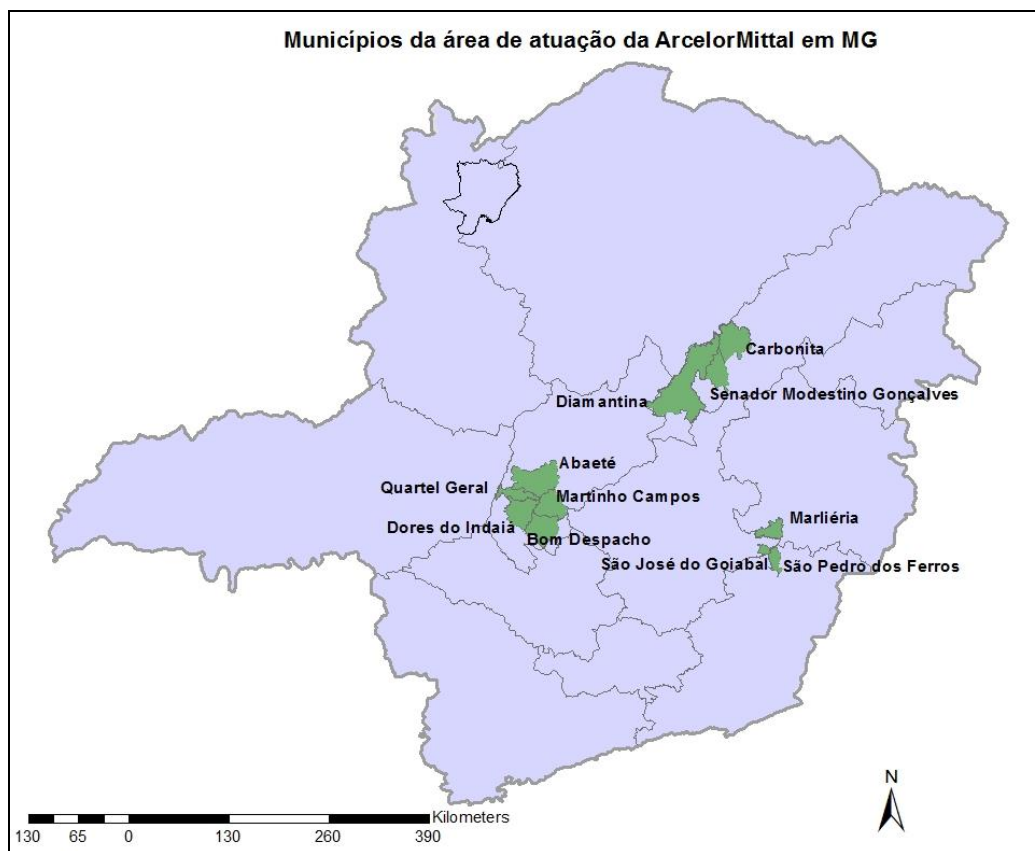 Municípios da área de atuação da ArcelorMittal em MG
Carbonita
Senador Modestino Gonçalves
Diamantina
Abaeté
Quartel Geral
Martinho Campos
Dores do Indaiá
Bom Despacho
Marliéria
São José do Goiabal
São Pedro dos Ferros
N
Kilometers
130 65 0 130 260 390